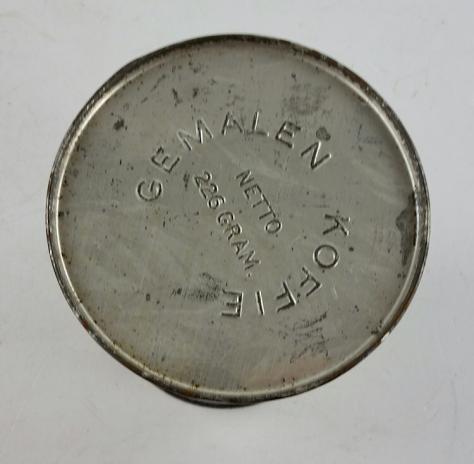 GEMALEN KOFFIE
NETTO
226 GRAM.